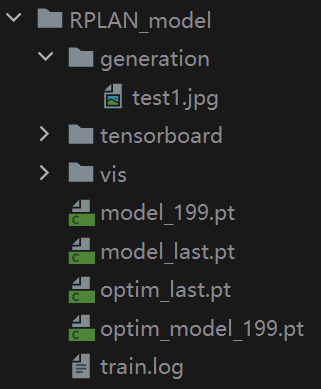 RPLAN_model
generation
test1.jpg
tensorboard
vis
model_199.pt
model_last.pt
optim_last.pt
optim_model_199.pt
train.log